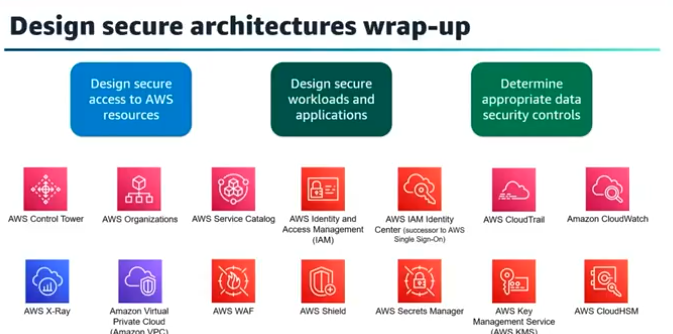 Design secure architectures wrap-up
Design secure
access to AWS
resources
Design secure
workloads and
applications
Determine
appropriate data
security controls
AWS Control Tower
AWS Organizations
AWS Service Catalog
AWS Identity and
Access Management
(IAM)
AWS IAM Identity
Center (successor to AWS
Single Sign-On)
AWS CloudTrail
Amazon CloudWatch
AWS X-Ray
Amazon Virtual
Private Cloud
(Amazon VPC)
AWS WAF
AWS Shield
AWS Secrets Manager
AWS Key
Management Service
(AWS KMS)
AWS CloudHSM